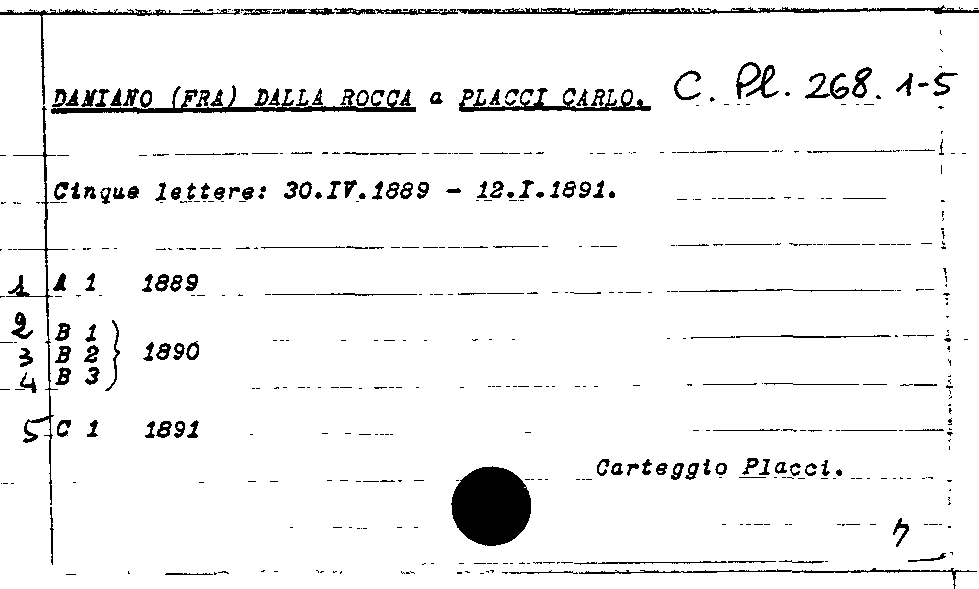 DAMIANO (FRA) DALLA ROCCA a PLACCI CARLO. C. Pl. 268. 1-5
Cinque lettere: 30.IV.1889 - 12.I.1891.
1 A 1 1889
2 B 1
3 B 2 } 1890
4 B 3
5 C 1 1891
Carteggio Placci.